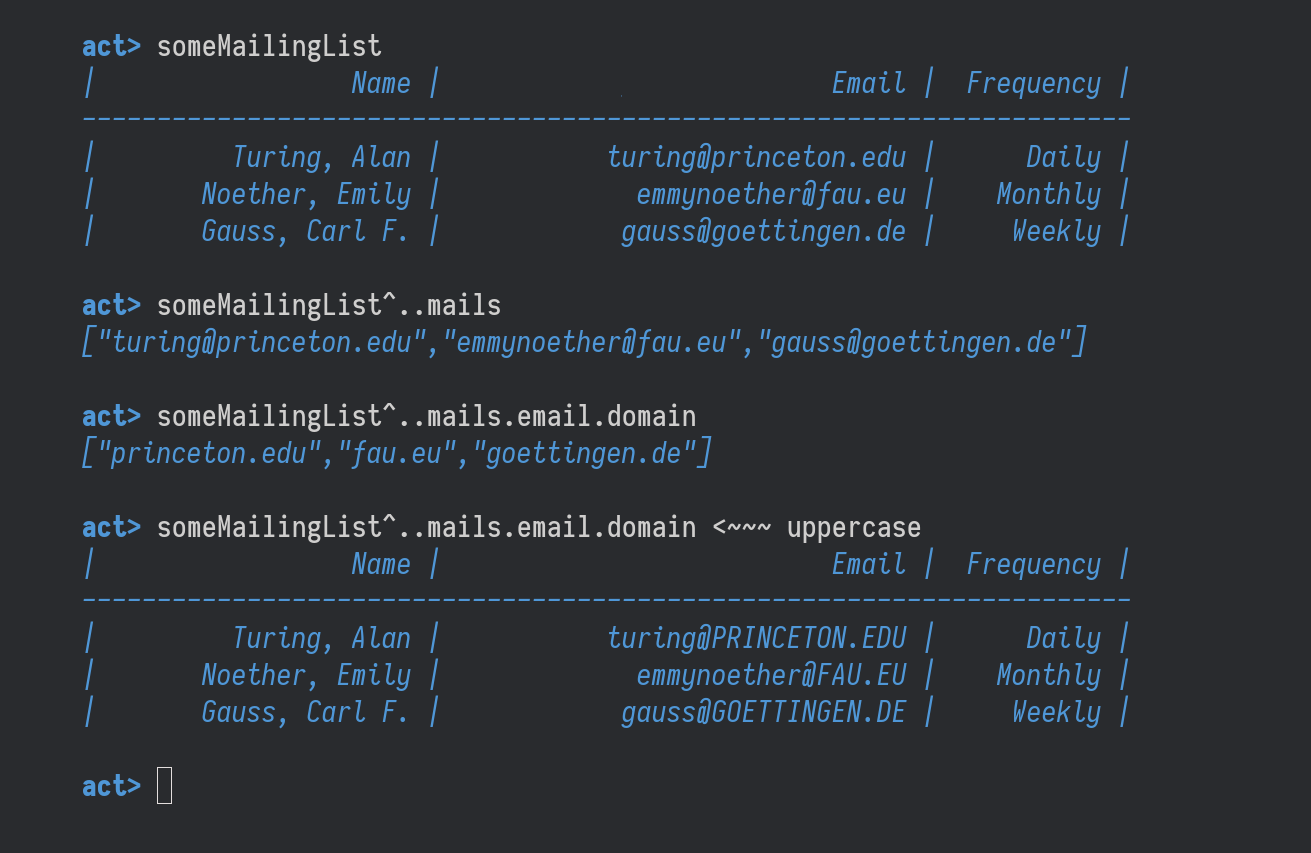 act> someMailingList
|                 Name |                          Email |  Frequency |
----------------------------------------------------------------------
|         Turing, Alan |           turing@princeton.edu |      Daily |
|       Noether, Emily |             emmynoether@fau.eu |    Monthly |
|       Gauss, Carl F. |            gauss@goettingen.de |     Weekly |
act> someMailingList^..mails
["turing@princeton.edu","emmynoether@fau.eu","gauss@goettingen.de"]
act> someMailingList^..mails.email.domain
["princeton.edu","fau.eu","goettingen.de"]
act> someMailingList^..mails.email.domain <~~~ uppercase
|                 Name |                          Email |  Frequency |
----------------------------------------------------------------------
|         Turing, Alan |           turing@PRINCETON.EDU |      Daily |
|       Noether, Emily |             emmynoether@FAU.EU |    Monthly |
|       Gauss, Carl F. |            gauss@GOETTINGEN.DE |     Weekly |
act>